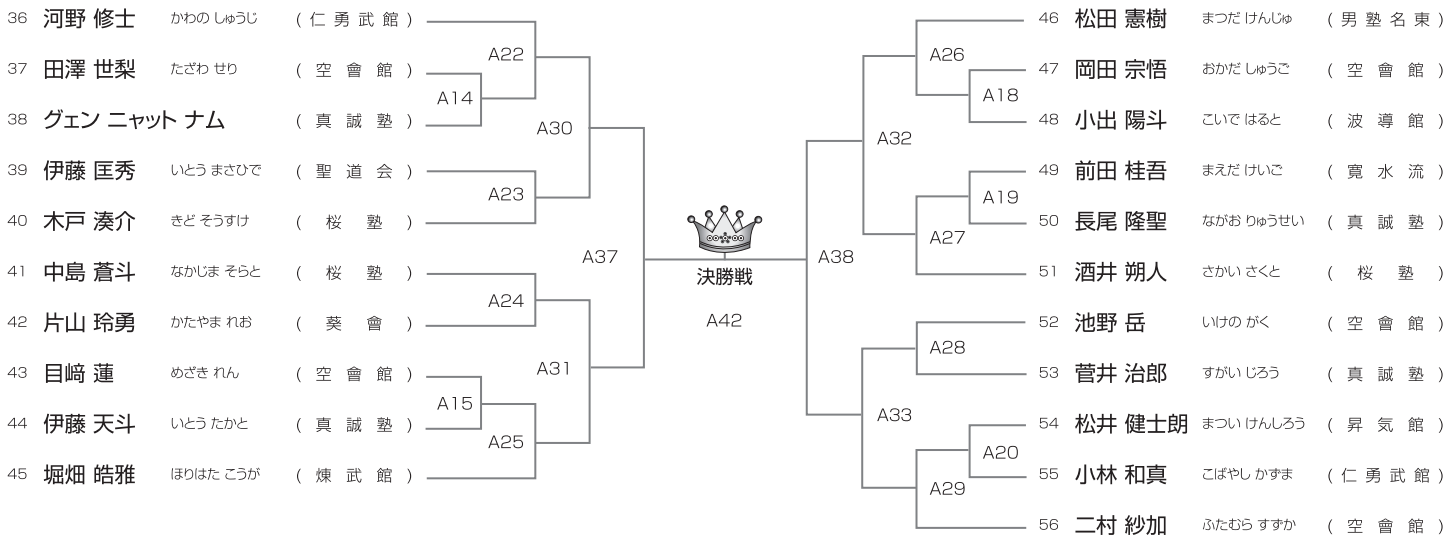 36 河野 修士 かわの しゅうじ ( 仁 勇 武 館 )
37 田澤 世梨 たざわ せり ( 空 會 館 )
38 グェン ニャット ナム ( 真 誠 塾 )
39 伊藤 匡秀 いとう まさひで ( 聖 道 会 )
40 木戸 湊介 きど そうすけ ( 桜 塾 )
41 中島 蒼斗 なかじま そらと ( 桜 塾 )
42 片山 玲勇 かたやま れお ( 葵 會 )
43 目﨑 蓮 めざき れん ( 空 會 館 )
44 伊藤 天斗 いとう たかと ( 真 誠 塾 )
45 堀畑 皓雅 ほりはた こうが ( 煉 武 館 )
A22
A14
A30
A23
A37
A24
A31
A15
A25
決勝戦
A42
A26
A18
A32
A19
A27
A38
A28
A33
A20
A29
46 松田 憲樹 まつだ けんじゅ ( 男 塾 名 東 )
47 岡田 宗悟 おかだ しゅうご ( 空 會 館 )
48 小出 陽斗 こいで はると ( 波 導 館 )
49 前田 桂吾 まえだ けいご ( 寛 水 流 )
50 長尾 隆聖 ながお りゅうせい ( 真 誠 塾 )
51 酒井 朔人 さかい さくと ( 桜 塾 )
52 池野 岳 いけの がく ( 空 會 館 )
53 菅井 治郎 すがい じろう ( 真 誠 塾 )
54 松井 健士朗 まつい けんしろう ( 昇 気 館 )
55 小林 和真 こばやし かずま ( 仁 勇 武 館 )
56 二村 紗加 ふたむら すずか ( 空 會 館 )